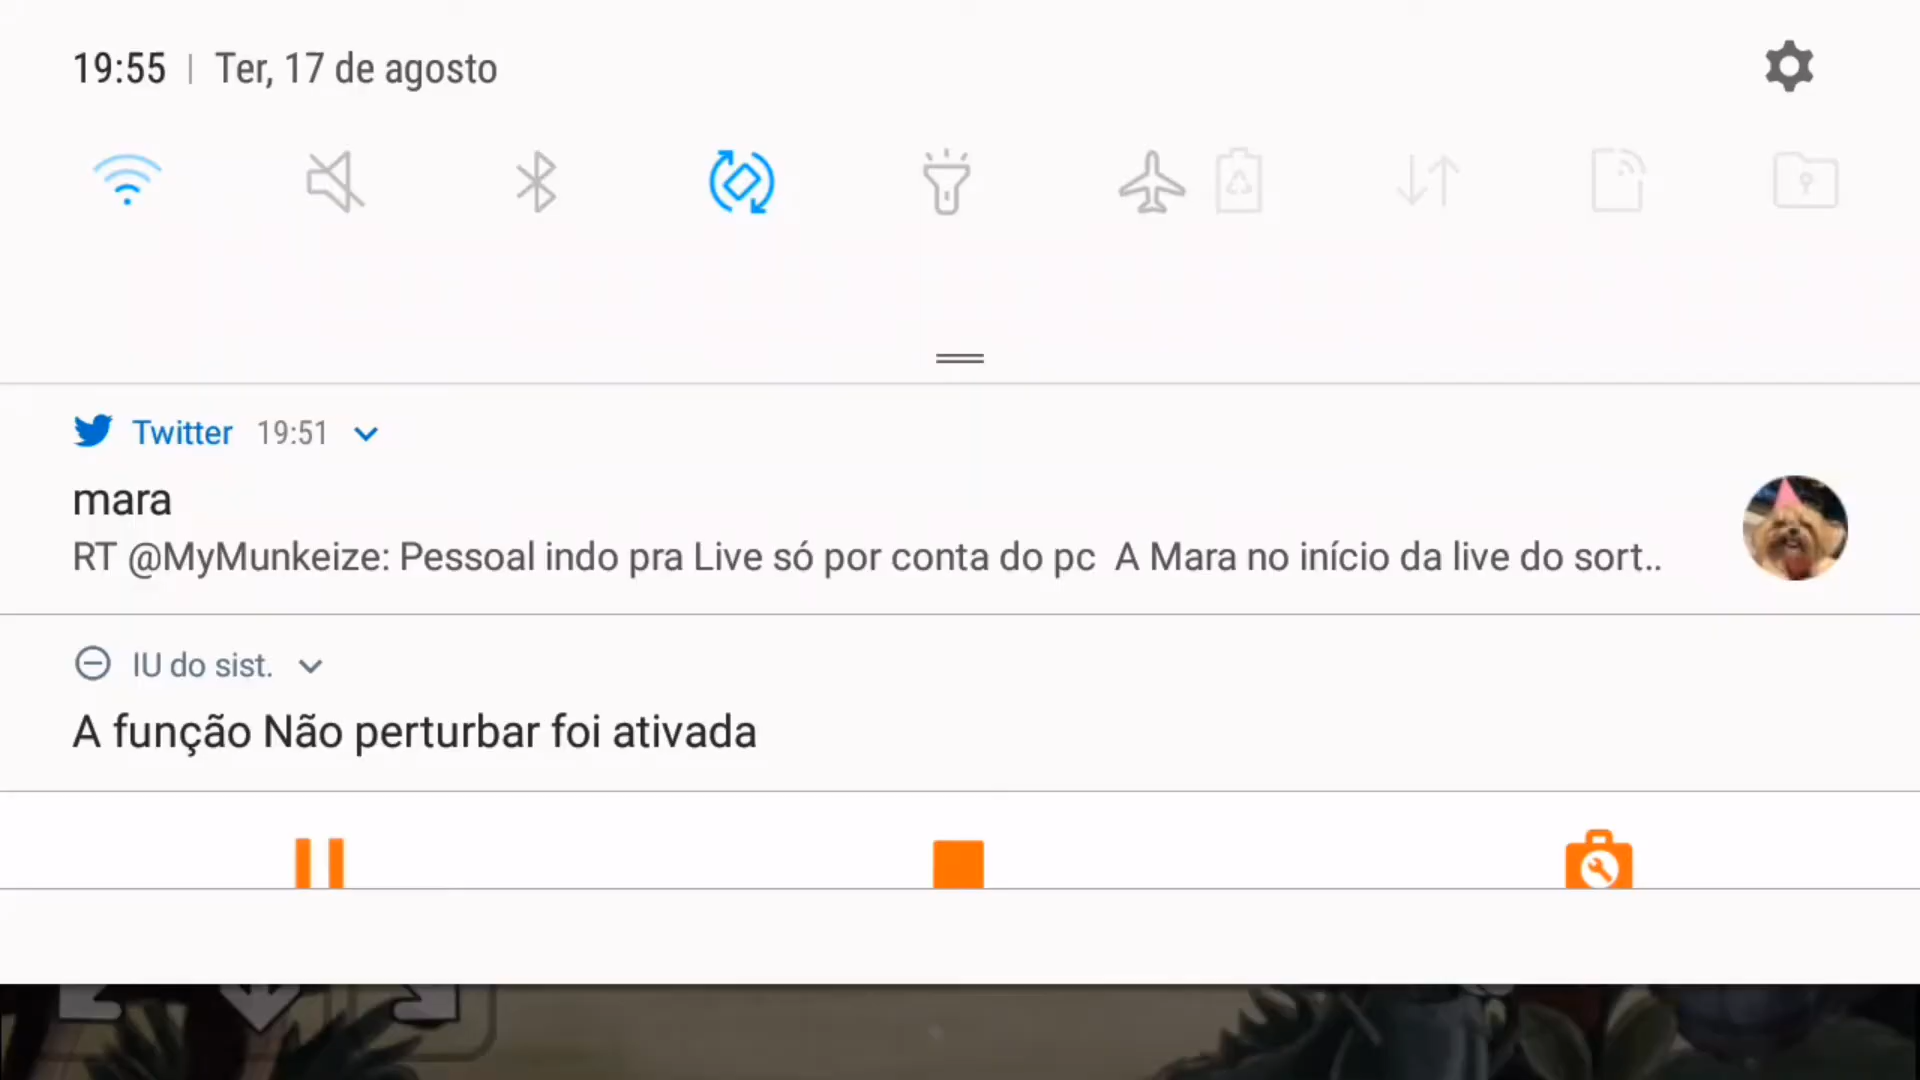 19:55 | Ter, 17 de agosto
Twitter 19:51
mara
RT @MyMunkeize: Pessoal indo pra Live só por conta do pc A Mara no início da live do sort..
IU do sist.
A função Não perturbar foi ativada